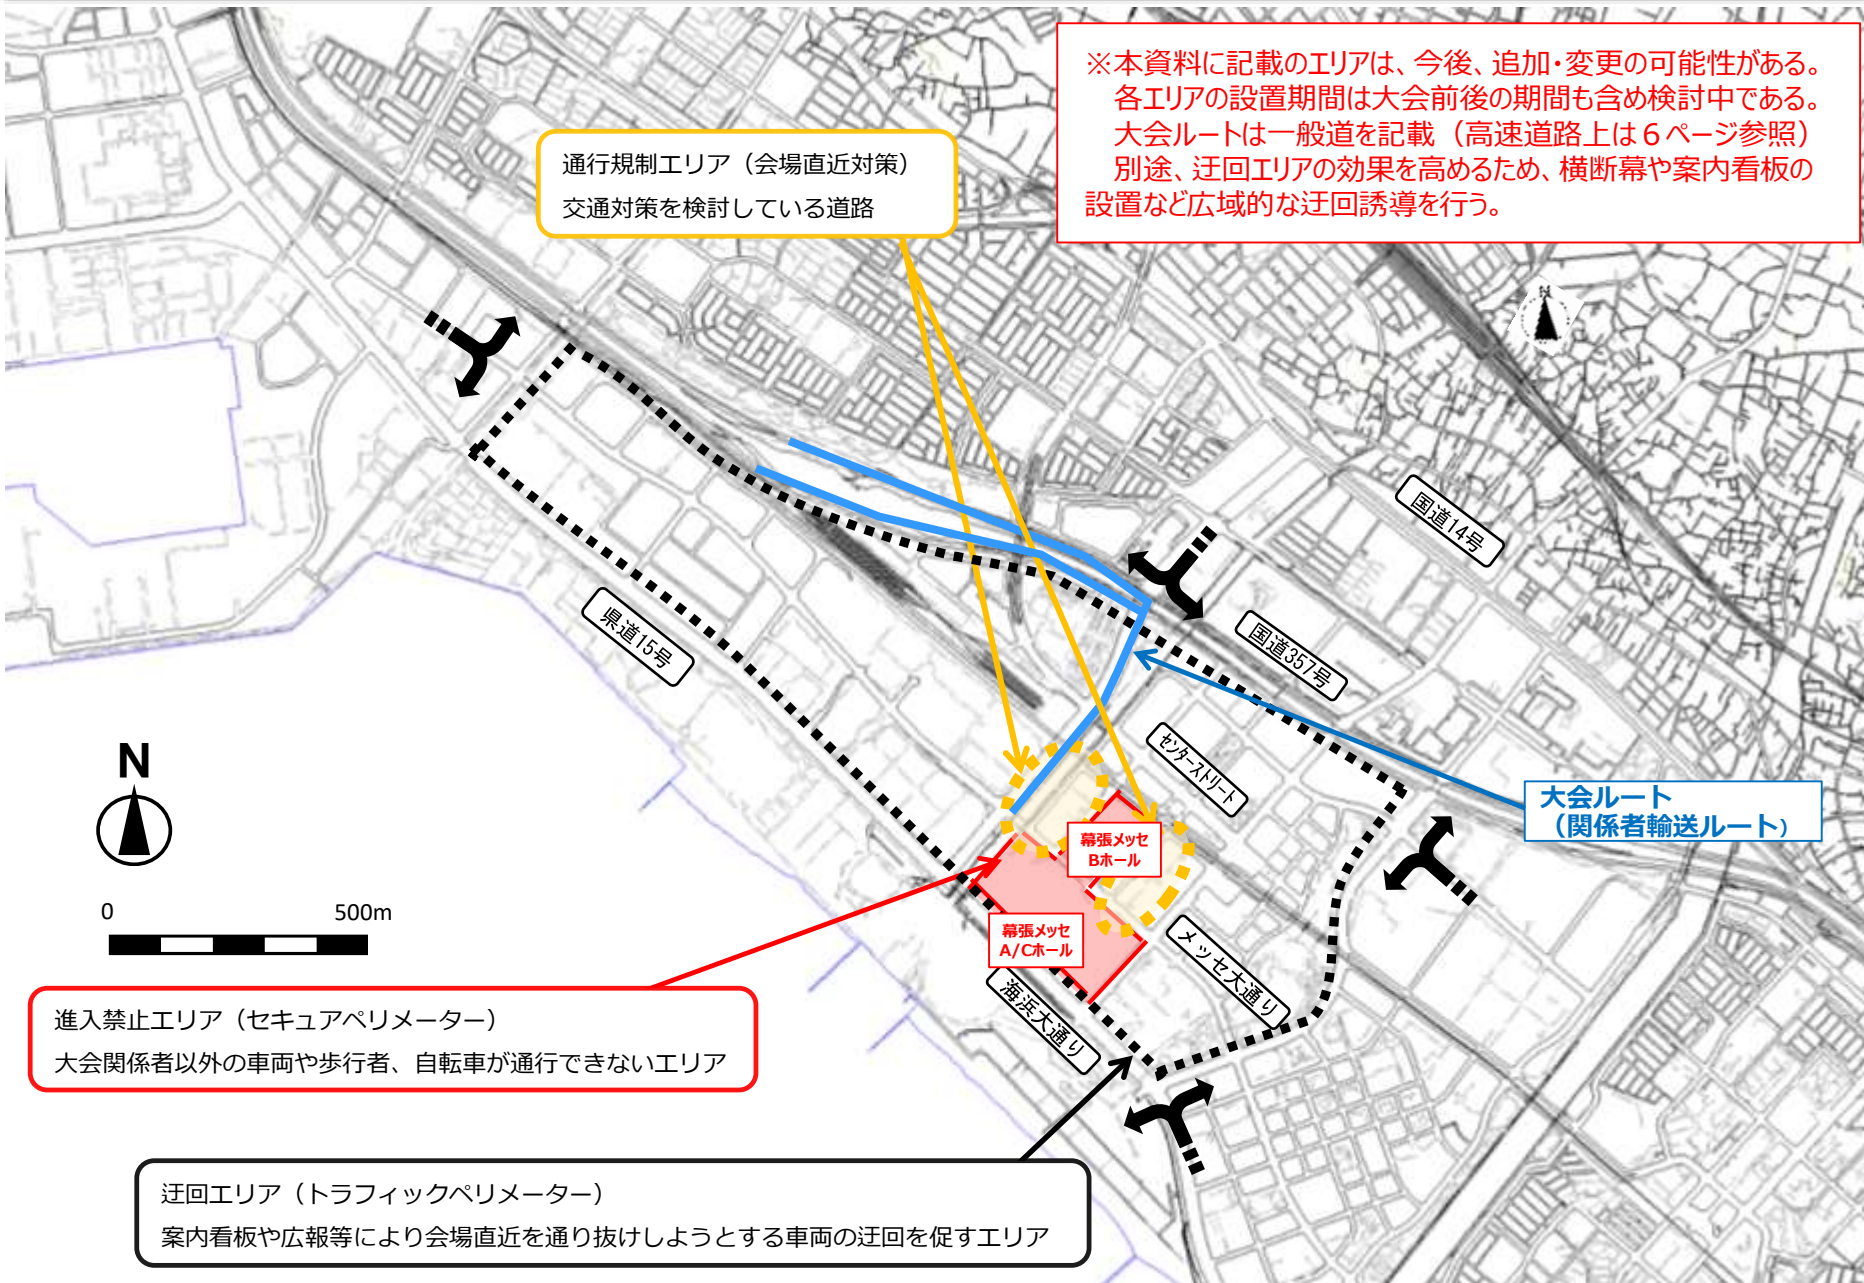 ※本資料に記載のエリアは、今後、追加・変更の可能性がある。
各エリアの設置期間は大会前後の期間も含め検討中である。
大会ルートは一般道を記載（高速道路上は６ページ参照）
別途、迂回エリアの効果を高めるため、横断幕や案内看板の
設置など広域的な迂回誘導を行う。
通行規制エリア（会場直近対策）
交通対策を検討している道路
N
国道14号
県道15号
国道357号
センターストリート
N
大会ルート
（関係者輸送ルート）
幕張メッセ
Bホール
0 500m
幕張メッセ
A/Cホール
メッセ大通り
海浜大通り
進入禁止エリア（セキュアペリメーター）
大会関係者以外の車両や歩行者、自転車が通行できないエリア
迂回エリア（トラフィックペリメーター）
案内看板や広報等により会場直近を通り抜けしようとする車両の迂回を促すエリア